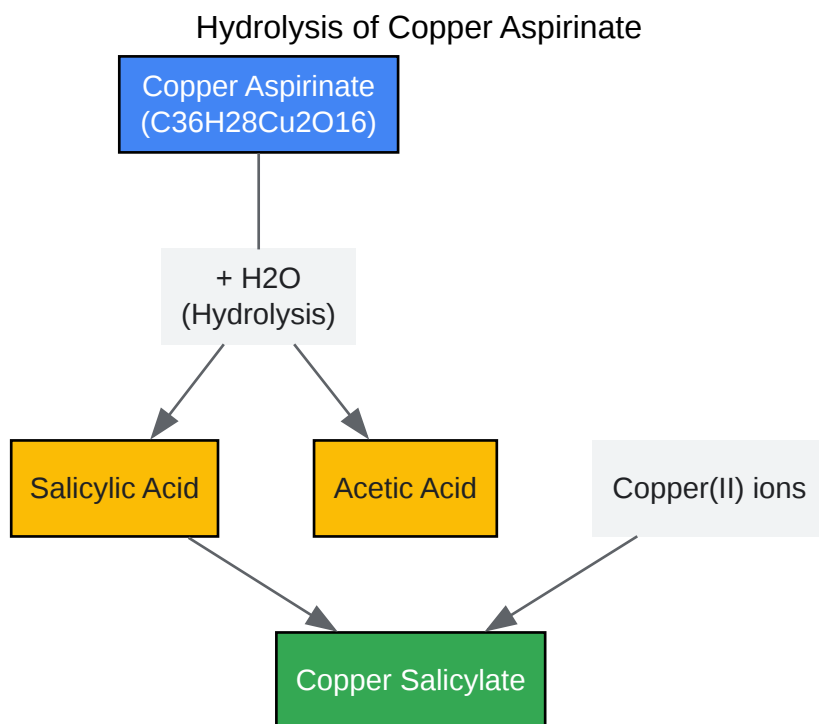 Hydrolysis of Copper Aspirinate
Copper Aspirinate
(C36H28Cu2O16)
+ H2O
(Hydrolysis)
Salicylic Acid
Acetic Acid
Copper(II) ions
Copper Salicylate